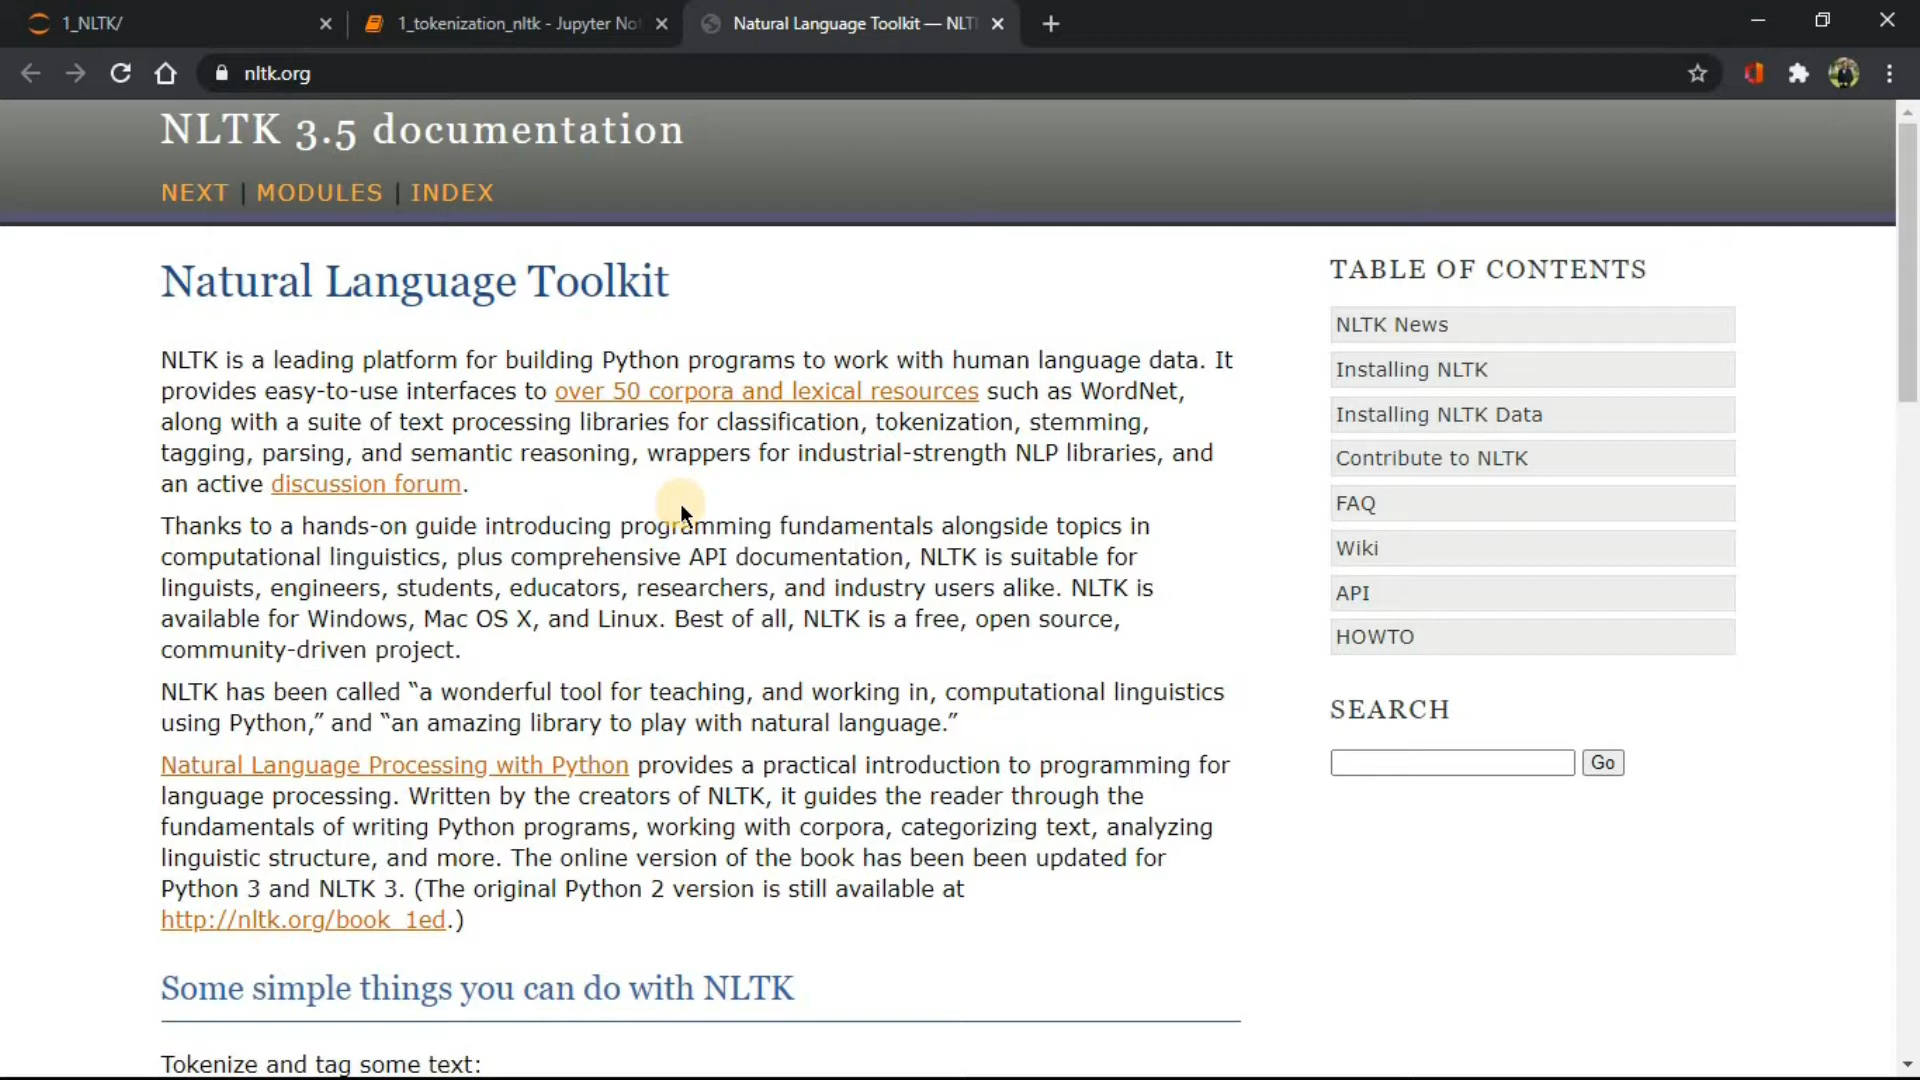 1_NLTK/
1_tokenization_nltk - Jupyter No
Natural Language Toolkit — NLT
nltk.org
NLTK 3.5 documentation
NEXT | MODULES | INDEX
Natural Language Toolkit
NLTK is a leading platform for building Python programs to work with human language data. It
provides easy-to-use interfaces to over 50 corpora and lexical resources such as WordNet,
along with a suite of text processing libraries for classification, tokenization, stemming,
tagging, parsing, and semantic reasoning, wrappers for industrial-strength NLP libraries, and
an active discussion forum.
Thanks to a hands-on guide introducing programming fundamentals alongside topics in
computational linguistics, plus comprehensive API documentation, NLTK is suitable for
linguists, engineers, students, educators, researchers, and industry users alike. NLTK is
available for Windows, Mac OS X, and Linux. Best of all, NLTK is a free, open source,
community-driven project.
NLTK has been called “a wonderful tool for teaching, and working in, computational linguistics
using Python,” and “an amazing library to play with natural language.”
Natural Language Processing with Python provides a practical introduction to programming for
language processing. Written by the creators of NLTK, it guides the reader through the
fundamentals of writing Python programs, working with corpora, categorizing text, analyzing
linguistic structure, and more. The online version of the book has been been updated for
Python 3 and NLTK 3. (The original Python 2 version is still available at
http://nltk.org/book_1ed.)
Some simple things you can do with NLTK
Tokenize and tag some text:
TABLE OF CONTENTS
NLTK News
Installing NLTK
Installing NLTK Data
Contribute to NLTK
FAQ
Wiki
API
HOWTO
SEARCH
Go